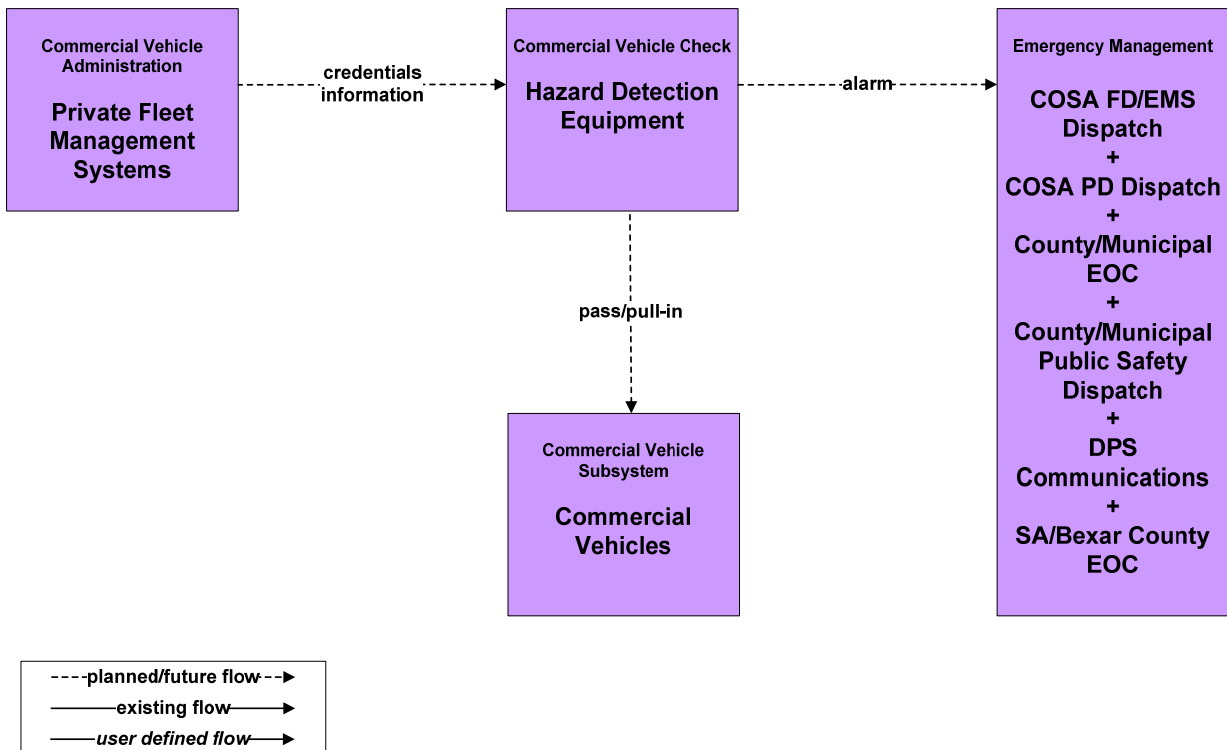 Commercial Vehicle
Administration
Private Fleet
Management
Systems
credentials
information
Commercial Vehicle Check
Hazard Detection
Equipment
alarm
Emergency Management
COSA FD/EMS
Dispatch
+
COSA PD Dispatch
+
County/Municipal
EOC
+
County/Municipal
Public Safety
Dispatch
+
DPS
Communications
+
SA/Bexar County
EOC
pass/pull-in
Commercial Vehicle
Subsystem
Commercial
Vehicles
planned/future flow
existing flow
user defined flow